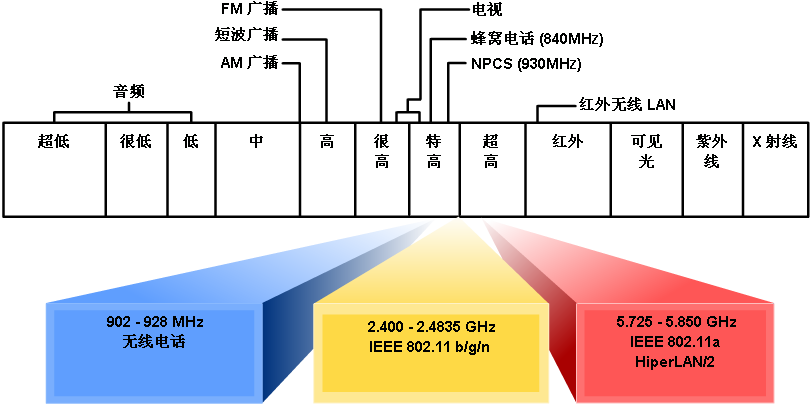 FM 广播
电视
短波广播
蜂窝电话 (840MHz)
AM 广播
NPCS (930MHz)
音频
红外无线 LAN
超低
很低
低
中
高
很
高
特
高
超
高
红外
可见
光
紫外
线
X 射线
902 - 928 MHz
无线电话
2.400 - 2.4835 GHz
IEEE 802.11 b/g/n
5.725 - 5.850 GHz
IEEE 802.11a
HiperLAN/2